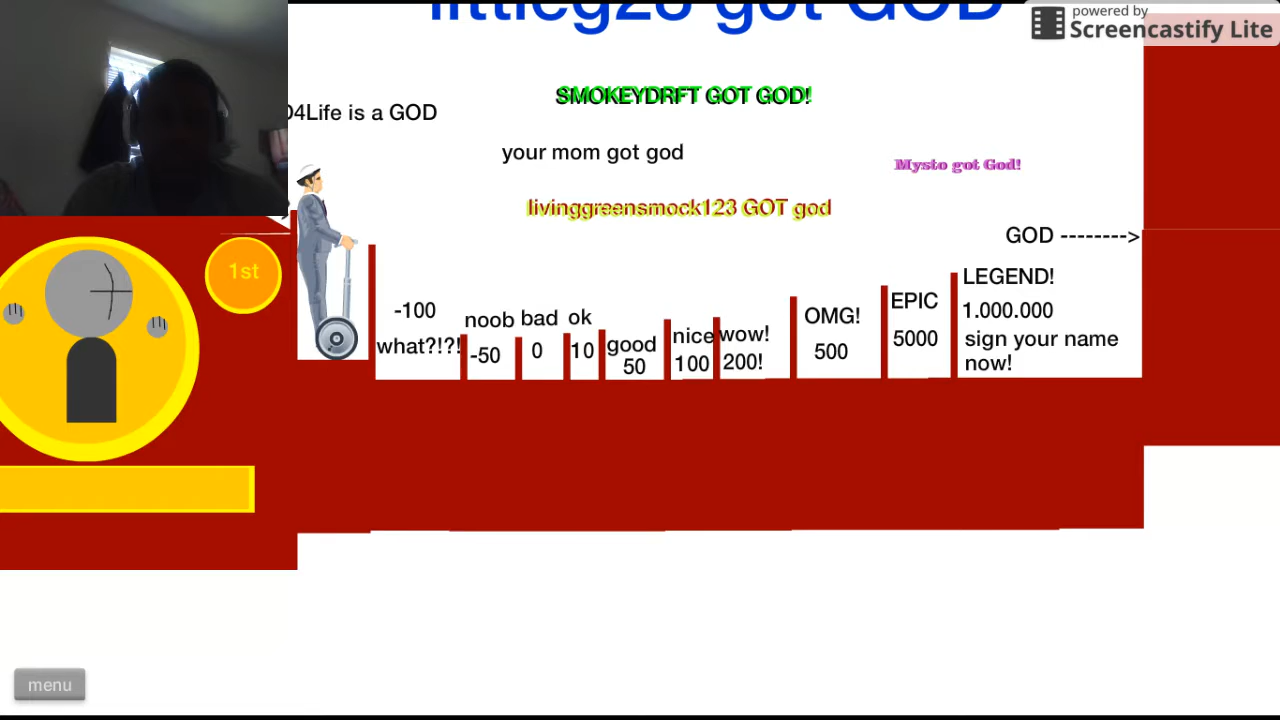 littleg28 got GOD
powered by
Screencastify Lite
SMOKEYDRFT GOT GOD!
D4Life is a GOD
your mom got god
Mysto got God!
livinggreensmock123 GOT god
GOD -------->
1st
-100
what?!?!
noob
-50
bad
0
ok
10
good
50
nice
100
wow!
200!
OMG!
500
EPIC
5000
LEGEND!
1.000.000
sign your name
now!
menu